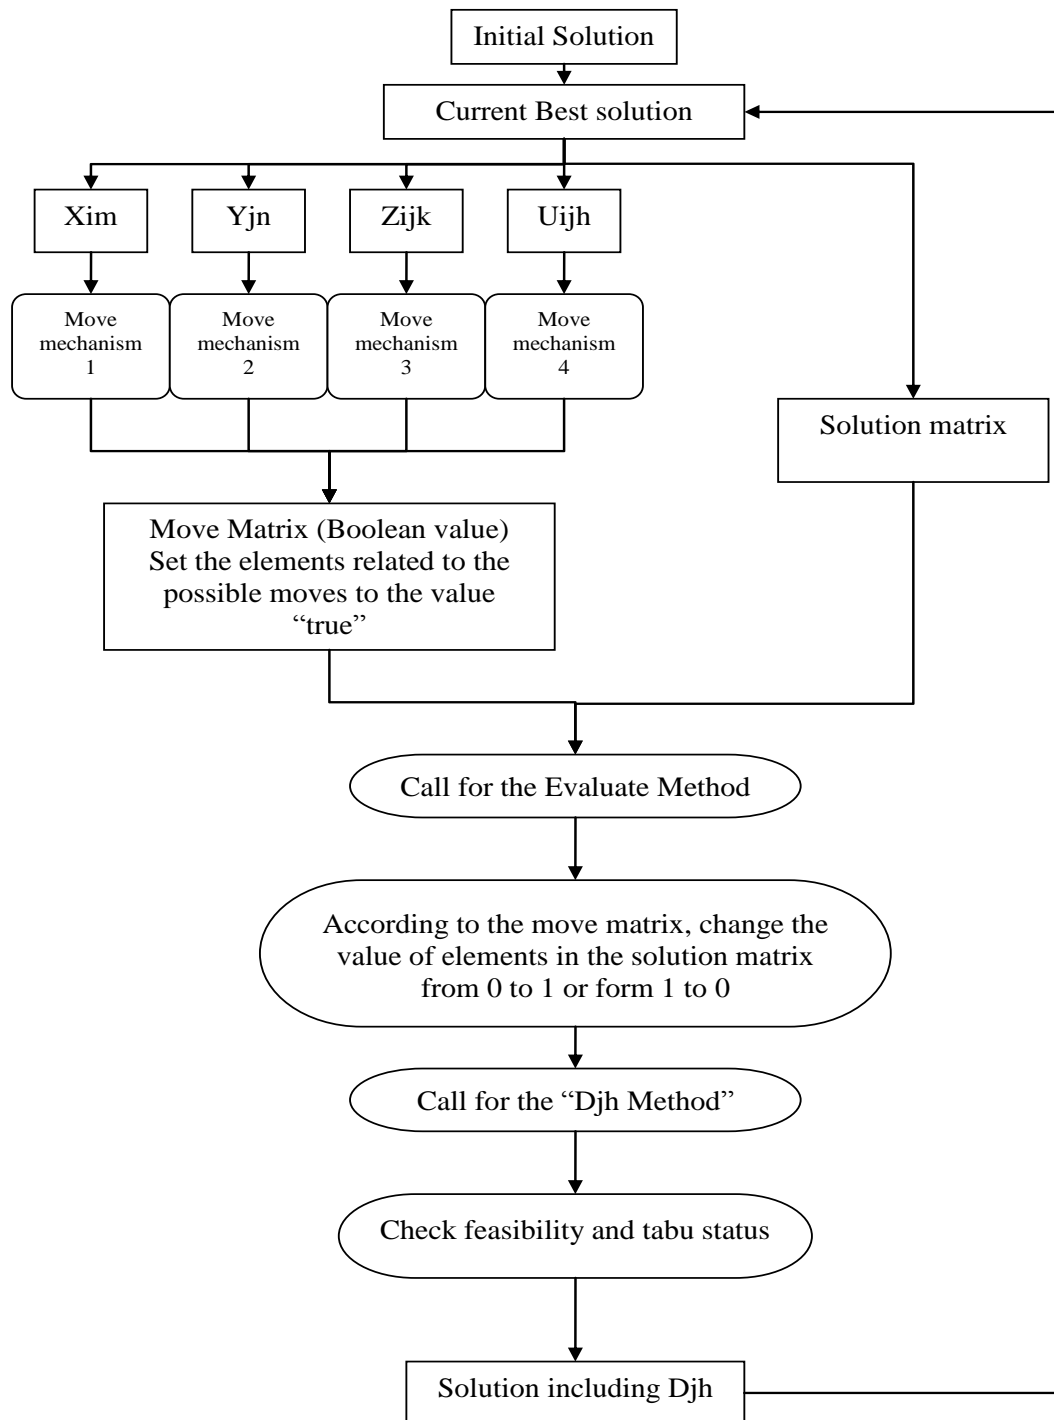 Initial Solution
Current Best solution
Xim
Yjn
Zijk
Uijh
Move
mechanism
1
Move
mechanism
2
Move
mechanism
3
Move
mechanism
4
Solution matrix
Move Matrix (Boolean value)
Set the elements related to the
possible moves to the value
“true”
Call for the Evaluate Method
According to the move matrix, change the
value of elements in the solution matrix
from 0 to 1 or form 1 to 0
Call for the “Djh Method”
Check feasibility and tabu status
Solution including Djh